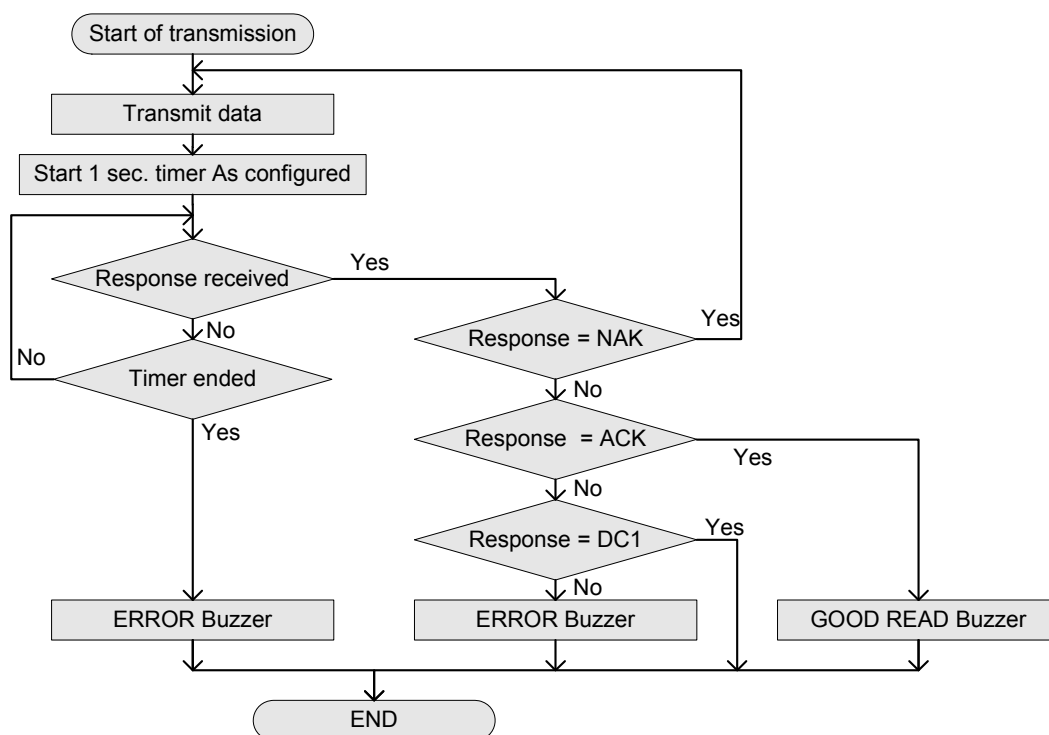 Start of transmission
Transmit data
Start 1 sec. timer As configured
Response received
Yes
No
Timer ended
No
Yes
Response = NAK
Yes
No
Response = ACK
Yes
No
Response = DC1
Yes
No
ERROR Buzzer
ERROR Buzzer
GOOD READ Buzzer
END